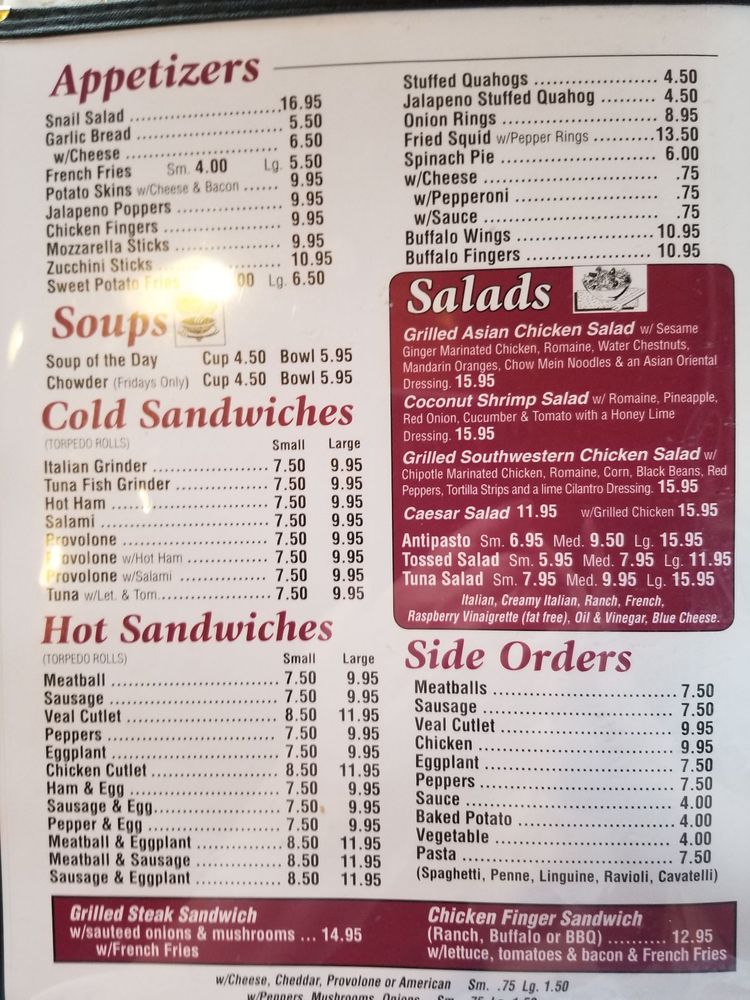 Appetizers
Snail Salad 16.95
Garlic Bread 5.50
w/Cheese 6.50
French Fries Sm. 4.00 Lg. 5.50
Potato Skins w/Cheese & Bacon 9.95
Jalapeno Poppers 9.95
Chicken Fingers 9.95
Mozzarella Sticks 9.95
Zucchini Sticks 10.95
Sweet Potato Fries 00 Lg. 6.50
Stuffed Quahogs 4.50
Jalapeno Stuffed Quahog 4.50
Onion Rings 8.95
Fried Squid w/Pepper Rings 13.50
Spinach Pie 6.00
w/Cheese .75
w/Pepperoni .75
w/Sauce .75
Buffalo Wings 10.95
Buffalo Fingers 10.95
Soups
Soup of the Day Cup 4.50 Bowl 5.95
Chowder (Fridays Only) Cup 4.50 Bowl 5.95
Cold Sandwiches
(TORPEDO ROLLS) Small Large
Italian Grinder 7.50 9.95
Tuna Fish Grinder 7.50 9.95
Hot Ham 7.50 9.95
Salami 7.50 9.95
Provolone 7.50 9.95
Provolone w/Hot Ham 7.50 9.95
Provolone w/Salami 7.50 9.95
Tuna w/Let. & Tom. 7.50 9.95
Hot Sandwiches
(TORPEDO ROLLS) Small Large
Meatball 7.50 9.95
Sausage 7.50 9.95
Veal Cutlet 8.50 11.95
Peppers 7.50 9.95
Eggplant 7.50 9.95
Chicken Cutlet 8.50 11.95
Ham & Egg 7.50 9.95
Sausage & Egg 7.50 9.95
Pepper & Egg 7.50 9.95
Meatball & Eggplant 8.50 11.95
Meatball & Sausage 8.50 11.95
Sausage & Eggplant 8.50 11.95
Salads
Grilled Asian Chicken Salad w/ Sesame
Ginger Marinated Chicken, Romaine, Water Chestnuts,
Mandarin Oranges, Chow Mein Noodles & an Asian Oriental
Dressing. 15.95
Coconut Shrimp Salad w/ Romaine, Pineapple,
Red Onion, Cucumber & Tomato with a Honey Lime
Dressing. 15.95
Grilled Southwestern Chicken Salad w/
Chipotle Marinated Chicken, Romaine, Corn, Black Beans, Red
Peppers, Tortilla Strips and a lime Cilantro Dressing. 15.95
Caesar Salad 11.95 w/Grilled Chicken 15.95
Antipasto Sm. 6.95 Med. 9.50 Lg. 15.95
Tossed Salad Sm. 5.95 Med. 7.95 Lg. 11.95
Tuna Salad Sm. 7.95 Med. 9.95 Lg. 15.95
Italian, Creamy Italian, Ranch, French,
Raspberry Vinaigrette (fat free), Oil & Vinegar, Blue Cheese.
Side Orders
Meatballs 7.50
Sausage 7.50
Veal Cutlet 9.95
Chicken 9.95
Eggplant 7.50
Peppers 7.50
Sauce 4.00
Baked Potato 4.00
Vegetable 4.00
Pasta 7.50
(Spaghetti, Penne, Linguine, Ravioli, Cavatelli)
Grilled Steak Sandwich
w/sauteed onions & mushrooms ... 14.95
w/French Fries
Chicken Finger Sandwich
(Ranch, Buffalo or BBQ) 12.95
w/lettuce, tomatoes & bacon & French Fries
w/Cheese, Cheddar, Provolone or American Sm. .75 Lg. 1.50
w/Peppers, Mushrooms, Onions